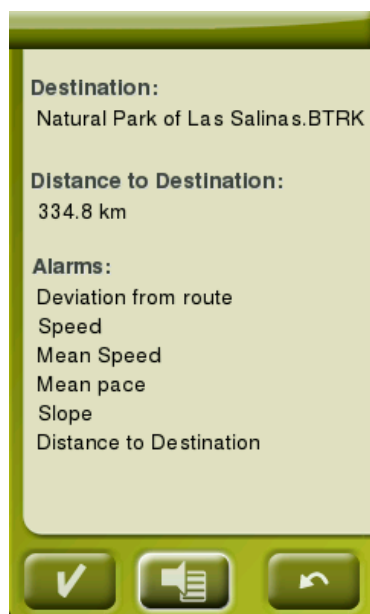 Destination:
Natural Park of Las Salinas.BTRK
Distance to Destination:
334.8 km
Alarms:
Deviation from route
Speed
Mean Speed
Mean pace
Slope
Distance to Destination